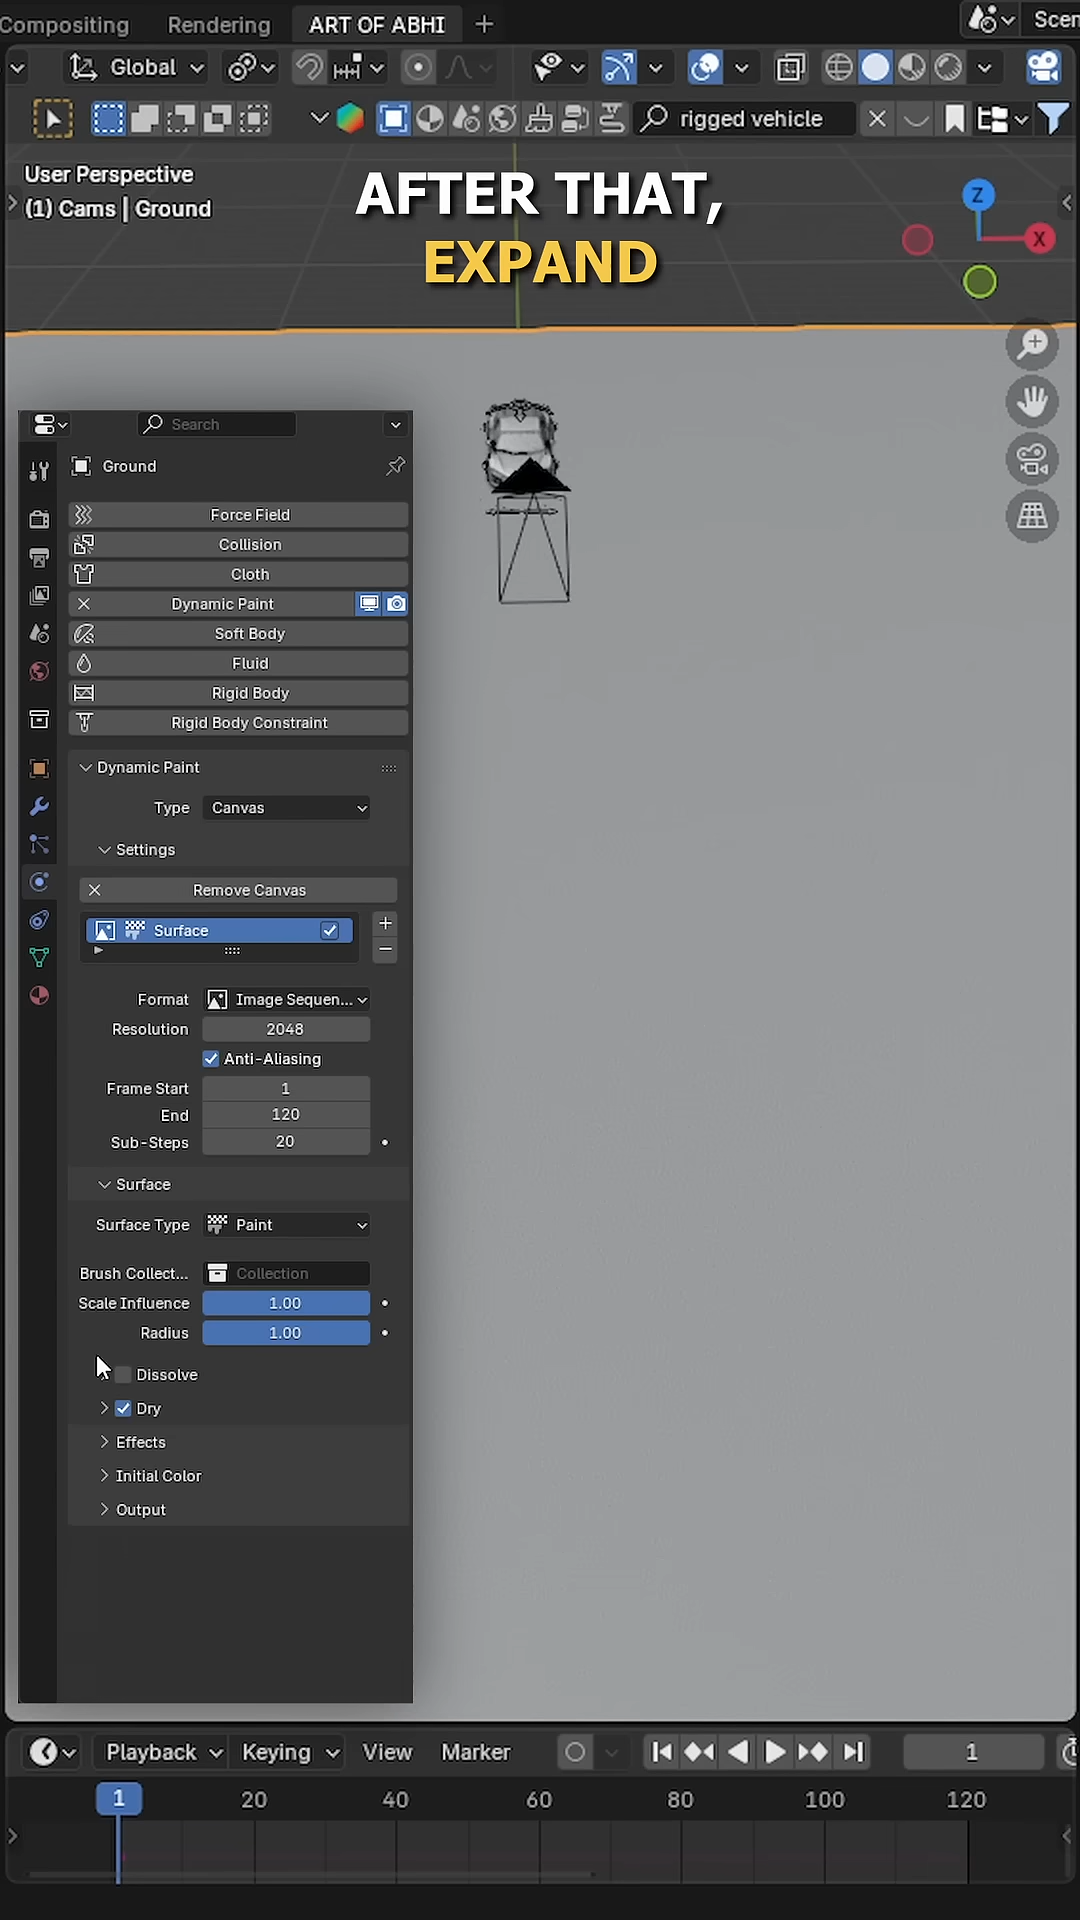 Compositing Rendering ART OF ABHI + Scen
Global
rigged vehicle
User Perspective
(1) Cams | Ground
AFTER THAT,
EXPAND
Z
X
Search
Ground
Force Field
Collision
Cloth
Dynamic Paint
Soft Body
Fluid
Rigid Body
Rigid Body Constraint
Dynamic Paint
Type Canvas
Settings
Remove Canvas
Surface
Format Image Sequen...
Resolution 2048
Anti-Aliasing
Frame Start 1
End 120
Sub-Steps 20
Surface
Surface Type Paint
Brush Collect... Collection
Scale Influence 1.00
Radius 1.00
Dissolve
Dry
Effects
Initial Color
Output
Playback Keying View Marker 1
1 20 40 60 80 100 120